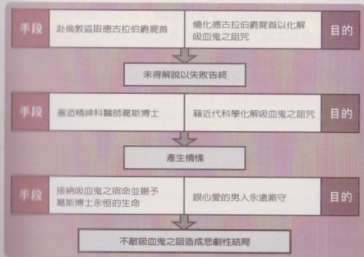 手段
赴倫敦盜取德古拉伯爵屍首
燒化德古拉伯爵屍首以化解
吸血鬼之詛咒
目的
未得解脫以失敗告終
手段
邂逅精神科醫師葛斯博士
藉近代科學化解吸血鬼之詛咒
目的
產生情愫
手段
接納吸血鬼之宿命並賜予
葛斯博士永恆的生命
跟心愛的男人永遠廝守
目的
不敵吸血鬼之詛造成悲劇性結局